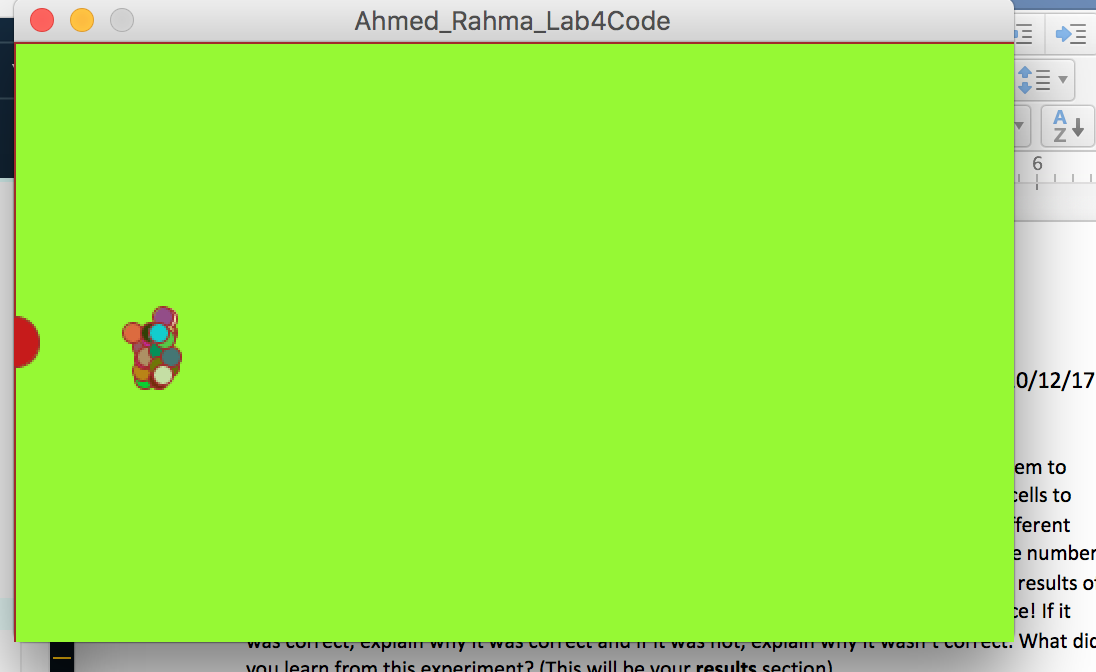 Ahmed_Rahma_Lab4Code
A
Z
6
0/12/17
em to
cells to
fferent
e number
results of
ce! If it
was correct, explain why it was correct and if it was not, explain why it wasn't correct. What did
you learn from this experiment? (This will be your results section)